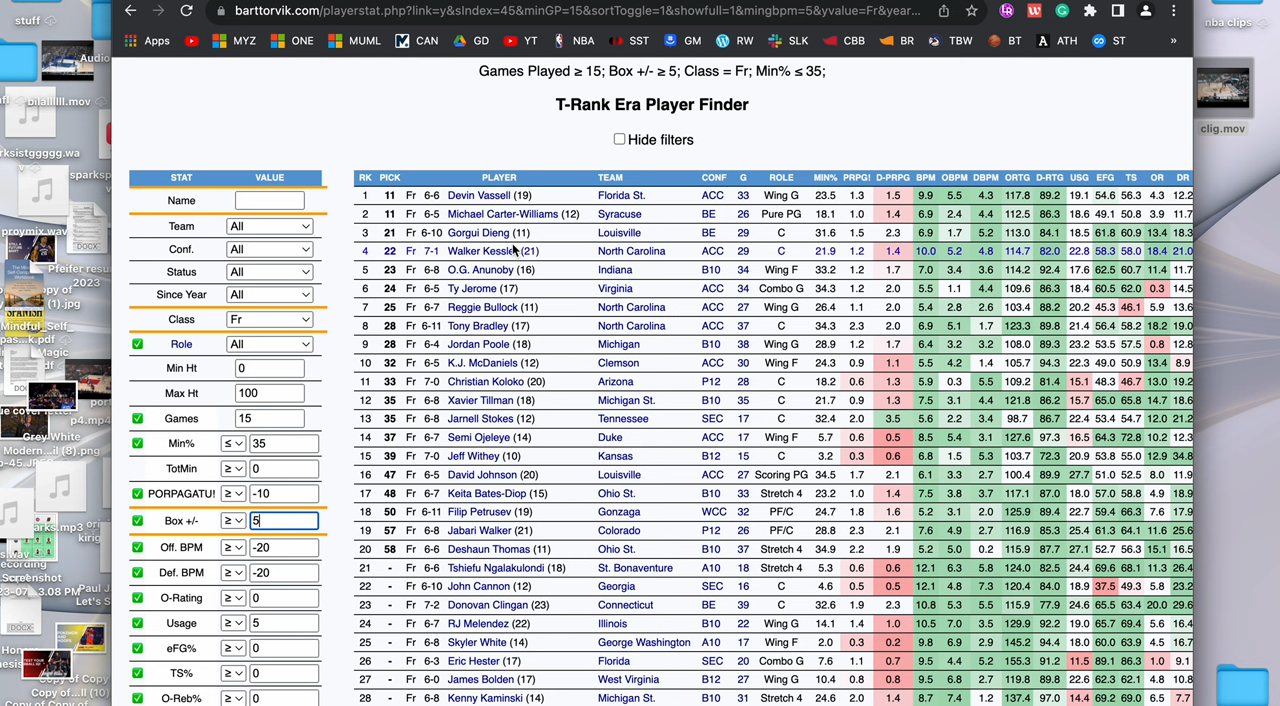 stuff
barttorvik.com/playerstat.php?link=y&sIndex=45&minGP=15&sortToggle=1&showfull=1&mingbpm=5&yvalue=Fr&year...
nba clips
Apps MYZ ONE MUML CAN GD NBA SST GM RW CBB BR TBW BT ATH ST »
Audio
Games Played ≥ 15; Box +/- ≥ 5; Class = Fr; Min% ≤ 35;
T-Rank Era Player Finder
Hide filters
bilalllll.mov
clig.mov
STAT VALUE
Name
Team All
Conf. All
Status All
Since Year All
Class Fr
Role All
Min Ht 0
Max Ht 100
Games 15
Min% ≤ 35
TotMin ≥ 0
PORPAGATU! ≥ -10
Box +/- ≥ 5
Off. BPM ≥ -20
Def. BPM ≥ -20
O-Rating ≥ 0
Usage ≥ 5
eFG% ≥ 0
TS% ≥ 0
O-Reb% ≥ 0
RK PICK PLAYER TEAM CONF G ROLE MIN% PRPG! D-PRPG BPM OBPM DBPM ORTG D-RTG USG EFG TS OR DR
1 11 Fr 6-6 Devin Vassell (19) Florida St. ACC 33 Wing G 23.5 1.3 1.5 9.9 5.5 4.3 117.8 89.2 19.1 54.6 56.3 4.3 12.2
2 11 Fr 6-5 Michael Carter-Williams (12) Syracuse BE 26 Pure PG 18.1 1.0 1.4 6.9 2.4 4.4 112.5 86.3 18.6 49.1 50.8 3.9 11.7
3 21 Fr 6-10 Gorgui Dieng (11) Louisville BE 29 C 31.6 1.5 2.3 6.9 1.7 5.2 113.0 84.1 18.5 61.8 60.9 13.4 18.3
4 22 Fr 7-1 Walker Kessler (21) North Carolina ACC 29 C 21.9 1.2 1.4 10.0 5.2 4.8 114.7 82.0 22.8 58.3 58.0 18.4 21.0
5 23 Fr 6-8 O.G. Anunoby (16) Indiana B10 34 Wing F 33.2 1.2 1.7 7.0 3.4 3.6 114.2 92.4 17.6 62.5 60.7 11.4 11.7
6 24 Fr 6-5 Ty Jerome (17) Virginia ACC 34 Combo G 34.3 1.2 2.0 5.5 1.1 4.4 109.6 86.3 18.4 60.5 62.0 0.3 14.5
7 25 Fr 6-7 Reggie Bullock (11) North Carolina ACC 27 Wing G 26.4 1.1 2.0 5.4 2.8 2.6 103.4 88.2 20.2 45.3 46.1 5.9 13.6
8 28 Fr 6-11 Tony Bradley (17) North Carolina ACC 37 C 34.3 2.3 2.0 6.9 5.1 1.7 123.3 89.8 21.4 56.4 58.2 18.2 19.0
9 28 Fr 6-4 Jordan Poole (18) Michigan B10 38 Wing G 28.9 1.2 1.7 6.4 3.2 3.2 108.0 89.3 23.2 53.5 55.5 0.8 12.8
10 32 Fr 6-5 K.J. McDaniels (12) Clemson ACC 30 Wing F 24.3 0.9 1.1 5.5 4.2 1.4 105.7 94.3 22.3 49.0 50.9 13.4 8.9
11 33 Fr 7-0 Christian Koloko (20) Arizona P12 28 C 18.2 0.6 1.3 5.8 0.3 5.5 109.2 81.4 15.1 48.3 46.7 13.0 19.2
12 35 Fr 6-8 Xavier Tillman (18) Michigan St. B10 35 C 21.7 0.9 1.3 7.3 3.1 4.4 121.8 86.2 15.7 65.0 65.8 14.7 18.6
13 35 Fr 6-8 Jarnell Stokes (12) Tennessee SEC 17 C 32.4 2.0 3.5 5.6 2.2 3.4 98.7 86.7 22.4 53.4 54.7 12.0 21.2
14 37 Fr 6-7 Semi Ojeleye (14) Duke ACC 17 Wing F 5.7 0.6 0.5 8.5 5.4 3.1 127.6 97.3 16.5 64.3 72.8 10.2 12.3
15 39 Fr 7-0 Jeff Withey (10) Kansas B12 15 C 3.2 0.3 0.6 6.8 1.5 5.3 103.7 72.3 20.9 53.8 55.0 12.9 34.8
16 47 Fr 6-5 David Johnson (20) Louisville ACC 27 Scoring PG 34.5 1.7 2.1 6.1 3.3 2.7 100.4 89.9 27.7 51.0 52.5 8.0 11.9
17 48 Fr 6-7 Keita Bates-Diop (15) Ohio St. B10 33 Stretch 4 23.2 1.0 1.4 7.5 3.8 3.7 117.1 87.0 18.0 57.0 58.8 4.9 18.9
18 50 Fr 6-11 Filip Petrusev (19) Gonzaga WCC 32 PF/C 24.7 1.8 1.6 5.2 3.1 2.0 125.9 89.4 22.7 59.4 66.3 7.6 17.9
19 57 Fr 6-8 Jabari Walker (21) Colorado P12 26 PF/C 28.8 2.3 2.1 7.6 4.9 2.7 116.9 85.3 25.4 61.3 64.1 11.6 25.6
20 58 Fr 6-6 Deshaun Thomas (11) Ohio St. B10 37 Stretch 4 34.9 2.2 1.9 5.2 5.0 0.2 115.9 87.7 27.1 52.7 56.3 15.1 16.5
21 - Fr 6-6 Tshiefu Ngalakulondi (18) St. Bonaventure A10 18 Stretch 4 5.3 0.6 0.6 12.1 6.3 5.8 124.0 82.5 24.4 69.6 68.1 11.3 26.4
22 - Fr 6-10 John Cannon (12) Georgia SEC 16 C 4.6 0.5 0.5 12.1 4.8 7.3 120.4 84.0 18.9 37.5 49.3 5.8 23.2
23 - Fr 7-2 Donovan Clingan (23) Connecticut BE 39 C 32.6 1.9 2.3 10.8 5.3 5.5 115.9 77.9 24.6 65.5 63.4 20.0 29.6
24 - Fr 6-7 RJ Melendez (22) Illinois B10 22 Wing G 14.1 1.4 1.0 10.5 7.0 3.5 129.9 92.2 19.0 65.7 69.4 5.6 16.4
25 - Fr 6-8 Skyler White (14) George Washington A10 17 Wing F 2.0 0.3 0.2 9.8 5.9 3.9 145.2 94.4 18.0 60.0 63.9 4.5 16.7
26 - Fr 6-3 Eric Hester (17) Florida SEC 20 Combo G 7.6 1.1 0.7 9.5 4.4 5.2 155.3 91.2 11.5 89.1 86.3 1.0 9.1
27 - Fr 6-0 James Bolden (17) West Virginia B12 27 Wing G 10.4 0.8 0.8 9.5 6.8 2.7 119.8 89.8 22.6 62.3 62.1 4.8 10.8
28 - Fr 6-8 Kenny Kaminski (14) Michigan St. B10 31 Stretch 4 24.6 2.0 1.4 8.7 7.4 1.2 137.4 97.0 14.4 69.2 69.0 6.5 7.7